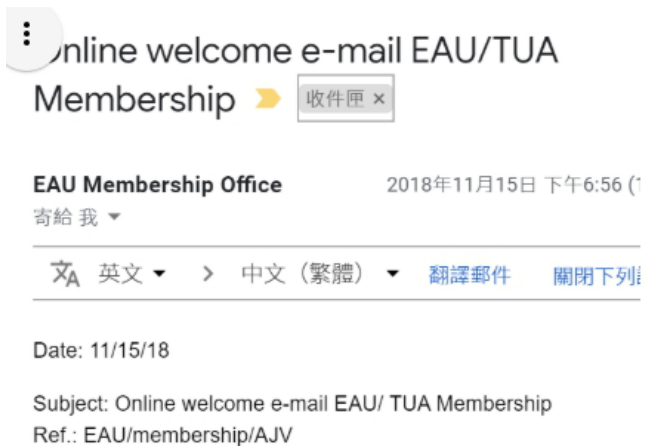 Online welcome e-mail EAU/TUA
Membership 收件匣 ×
EAU Membership Office 2018年11月15日 下午6:56
寄給 我
英文 > 中文（繁體） 翻譯郵件 關閉下列
Date: 11/15/18
Subject: Online welcome e-mail EAU/ TUA Membership
Ref.: EAU/membership/AJV